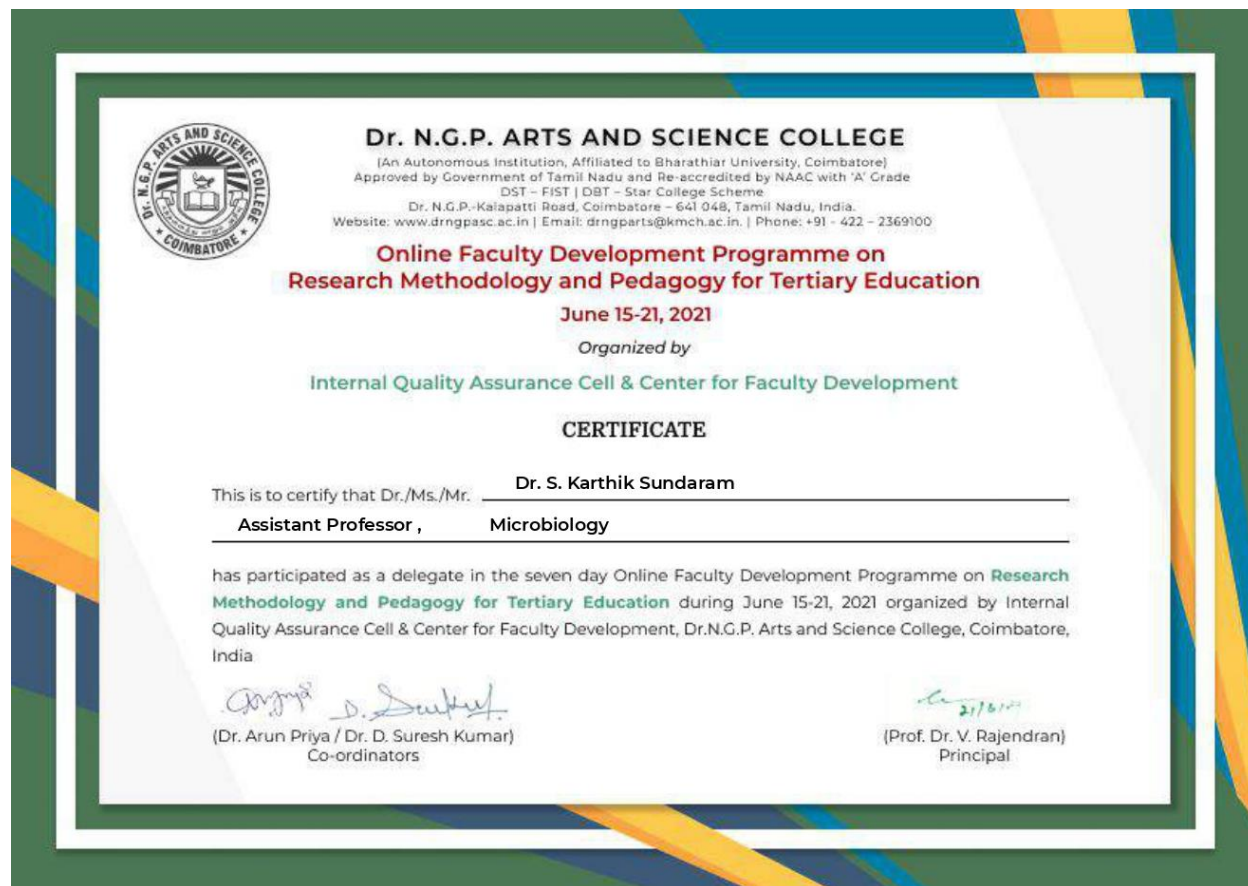 Dr. N.G.P. ARTS AND SCIENCE COLLEGE
COIMBATORE
Dr. N.G.P. ARTS AND SCIENCE COLLEGE
(An Autonomous Institution, Affiliated to Bharathiar University, Coimbatore)
Approved by Government of Tamil Nadu and Re-accredited by NAAC with 'A' Grade
DST – FIST | DBT – Star College Scheme
Dr. N.G.P.-Kalapatti Road, Coimbatore – 641 048, Tamil Nadu, India.
Website: www.drngpasc.ac.in | Email: drngparts@kmch.ac.in. | Phone: +91 - 422 – 2369100
Online Faculty Development Programme on
Research Methodology and Pedagogy for Tertiary Education
June 15-21, 2021
Organized by
Internal Quality Assurance Cell & Center for Faculty Development
CERTIFICATE
This is to certify that Dr./Ms./Mr. Dr. S. Karthik Sundaram
Assistant Professor , Microbiology
has participated as a delegate in the seven day Online Faculty Development Programme on Research
Methodology and Pedagogy for Tertiary Education during June 15-21, 2021 organized by Internal
Quality Assurance Cell & Center for Faculty Development, Dr.N.G.P. Arts and Science College, Coimbatore,
India
(Dr. Arun Priya / Dr. D. Suresh Kumar)
Co-ordinators
(Prof. Dr. V. Rajendran)
Principal